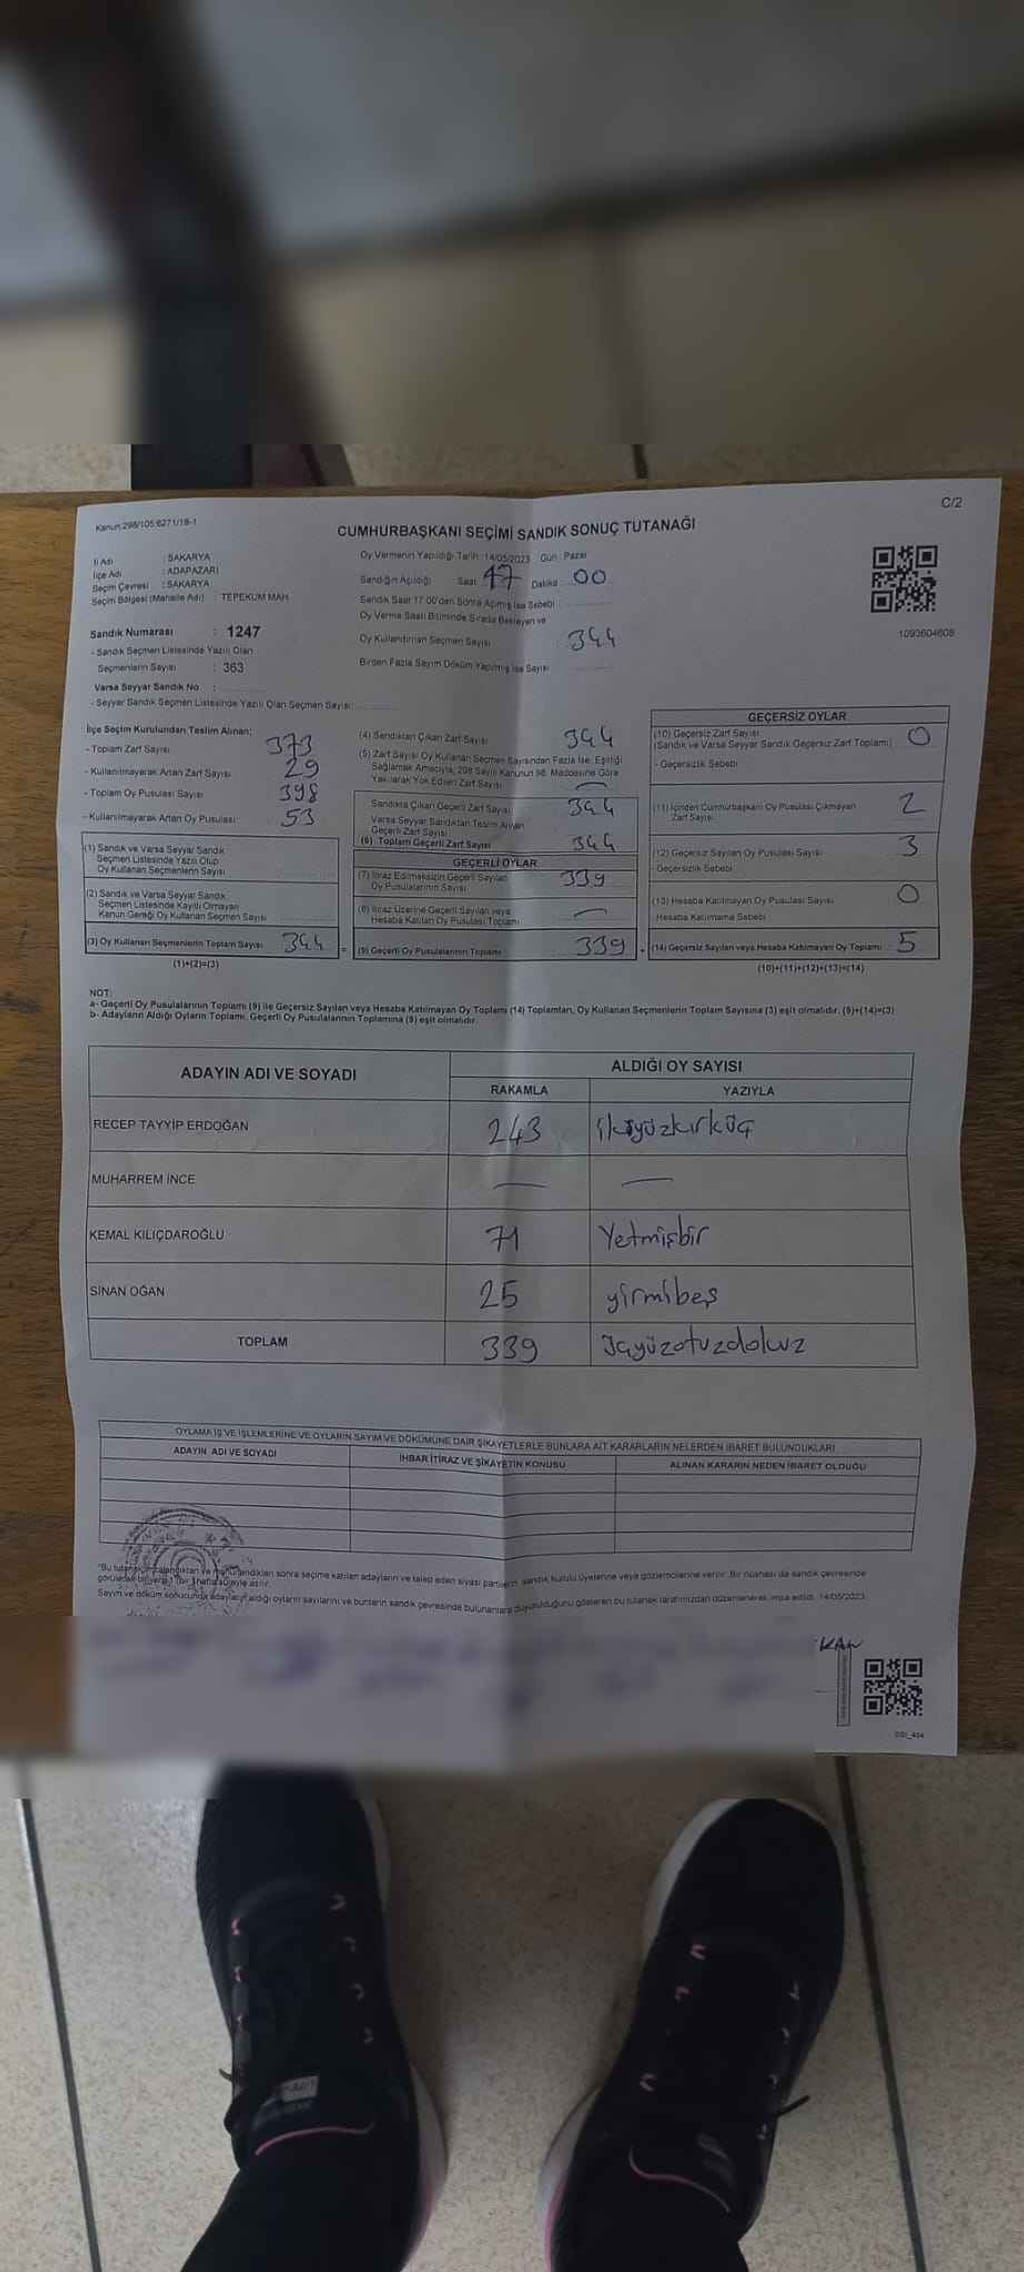 C/2
Kanun:298/105 6271/18-1
CUMHURBAŞKANI SEÇİMİ SANDIK SONUÇ TUTANAĞI
İl Adı : SAKARYA
İlçe Adı : ADAPAZARI
Seçim Çevresi : SAKARYA
Seçim Bölgesi (Mahalle Adı) : TEPEKUM MAH.
Oy Vermenin Yapıldığı Tarih :14/05/2023 Gün : Pazar
Sandığın Açıldığı Saat 17 Dakika 00
Sandık Saat 17:00'den Sonra Açılmış İse Sebebi :
Oy Verme Saati Bitiminde Sırada Bekleyen ve
Oy Kullandırılan Seçmen Sayısı 344
Birden Fazla Sayım Döküm Yapılmış İse Sayısı
1093604608
Sandık Numarası : 1247
- Sandık Seçmen Listesinde Yazılı Olan
Seçmenlerin Sayısı : 363
Varsa Seyyar Sandık No :
- Seyyar Sandık Seçmen Listesinde Yazılı Olan Seçmen Sayısı:
İlçe Seçim Kurulundan Teslim Alınan;
- Toplam Zarf Sayısı 373
- Kullanılmayarak Artan Zarf Sayısı 29
- Toplam Oy Pusulası Sayısı 398
- Kullanılmayarak Artan Oy Pusulası 53
(1) Sandık ve Varsa Seyyar Sandık
Seçmen Listesinde Yazılı Olup
Oy Kullanan Seçmenlerin Sayısı
(2) Sandık ve Varsa Seyyar Sandık
Seçmen Listesinde Kayıtlı Olmayan
Kanun Gereği Oy Kullanan Seçmen Sayısı
(3) Oy Kullanan Seçmenlerin Toplam Sayısı 344
(1)+(2)=(3)
(4) Sandıktan Çıkan Zarf Sayısı 344
(5) Zarf Sayısı Oy Kullanan Seçmen Sayısından Fazla İse, Eşitliği
Sağlamak Amacıyla, 298 Sayılı Kanunun 98. Maddesine Göre
Yakılarak Yok Edilen Zarf Sayısı —
Sandıkta Çıkan Geçerli Zarf Sayısı 344
Varsa Seyyar Sandıktan Teslim Alınan
Geçerli Zarf Sayısı
(6) Toplam Geçerli Zarf Sayısı 344
GEÇERLİ OYLAR
(7) İtiraz Edilmeksizin Geçerli Sayılan
Oy Pusulalarının Sayısı 339
(8) İtiraz Üzerine Geçerli Sayılan veya
Hesaba Katılan Oy Pusulası Toplamı —
= (9) Geçerli Oy Pusulalarının Toplamı 339 +
GEÇERSİZ OYLAR
(10) Geçersiz Zarf Sayısı 0
(Sandık ve Varsa Seyyar Sandık Geçersiz Zarf Toplamı)
- Geçersizlik Sebebi
(11) İçinden Cumhurbaşkanı Oy Pusulası Çıkmayan
Zarf Sayısı 2
(12) Geçersiz Sayılan Oy Pusulası Sayısı 3
Geçersizlik Sebebi
(13) Hesaba Katılmayan Oy Pusulası Sayısı 0
Hesaba Katılmama Sebebi
(14) Geçersiz Sayılan veya Hesaba Katılmayan Oy Toplamı 5
(10)+(11)+(12)+(13)=(14)
NOT:
a- Geçerli Oy Pusulalarının Toplamı (9) ile Geçersiz Sayılan veya Hesaba Katılmayan Oy Toplamı (14) Toplamları, Oy Kullanan Seçmenlerin Toplam Sayısına (3) eşit olmalıdır. (9)+(14)=(3)
b- Adayların Aldığı Oyların Toplamı, Geçerli Oy Pusulalarının Toplamına (9) eşit olmalıdır.
ADAYIN ADI VE SOYADI
ALDIĞI OY SAYISI
RAKAMLA YAZIYLA
RECEP TAYYİP ERDOĞAN 243 ikiyüzkırküç
MUHARREM İNCE — —
KEMAL KILIÇDAROĞLU 71 Yetmişbir
SİNAN OĞAN 25 yirmibeş
TOPLAM 339 üçyüzotuzdokuz
OYLAMA İŞ VE İŞLEMLERİNE VE OYLARIN SAYIM VE DÖKÜMÜNE DAİR ŞİKAYETLERLE BUNLARA AİT KARARLARIN NELERDEN İBARET BULUNDUKLARI
ADAYIN ADI VE SOYADI
İHBAR İTİRAZ VE ŞİKAYETİN KONUSU
ALINAN KARARIN NEDEN İBARET OLDUĞU
sonra seçime katılan adayların ve talep eden siyasi partilerin sandık kurulu üyelerine veya gözlemcilerine verilir. Bir nüshası da sandık çevresinde
Sayım ve döküm sonucunda adayların aldığı oyların sayılarını ve bunların sandık çevresinde bulunanlara duyurulduğunu gösteren bu tutanak tarafımızdan düzenlenerek imza edildi. 14/05/2023
KAN